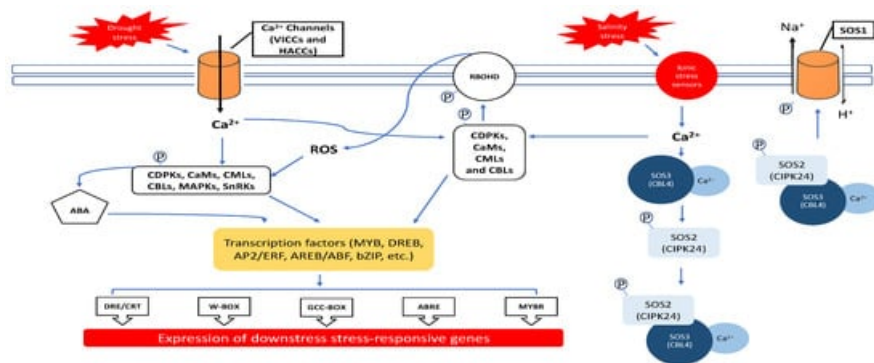 Drought
stress
Ca²⁺ Channels
(VICCs and
HACCs)
Salinity
stress
Na⁺
SOS1
RBOHD
Ionic
stress
sensors
P
P
H⁺
Ca²⁺
P
CDPKs,
CaMs,
CMLs
and CBLs
Ca²⁺
ROS
P
SOS2
(CIPK24)
SOS3
(CBL4)
Ca²⁺
P
CDPKs, CaMs, CMLs,
CBLs, MAPKs, SnRKs
SOS3
(CBL4)
Ca²⁺
ABA
P
SOS2
(CIPK24)
Transcription factors (MYB, DREB,
AP2/ERF, AREB/ABF, bZIP, etc.)
P
SOS2
(CIPK24)
SOS3
(CBL4)
Ca²⁺
DRE/CRT
W-BOX
GCC-BOX
ABRE
MYBR
Expression of downstress stress-responsive genes